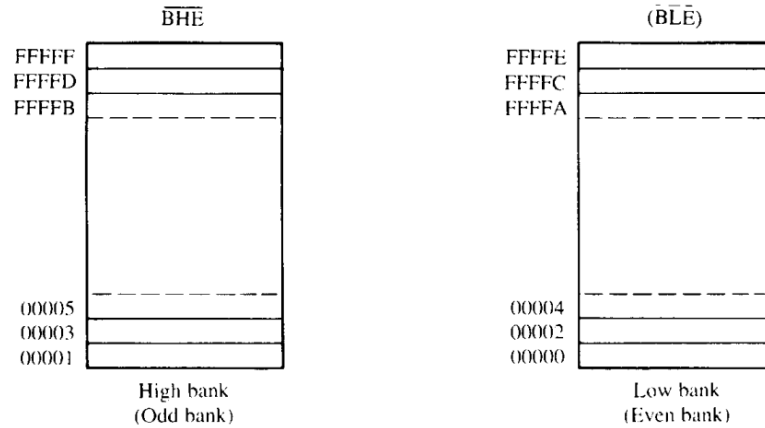 BHE
FFFFF
FFFFD
FFFFB
00005
00003
00001
High bank
(Odd bank)
(BLE)
FFFFE
FFFFC
FFFFA
00004
00002
00000
Low bank
(Even bank)